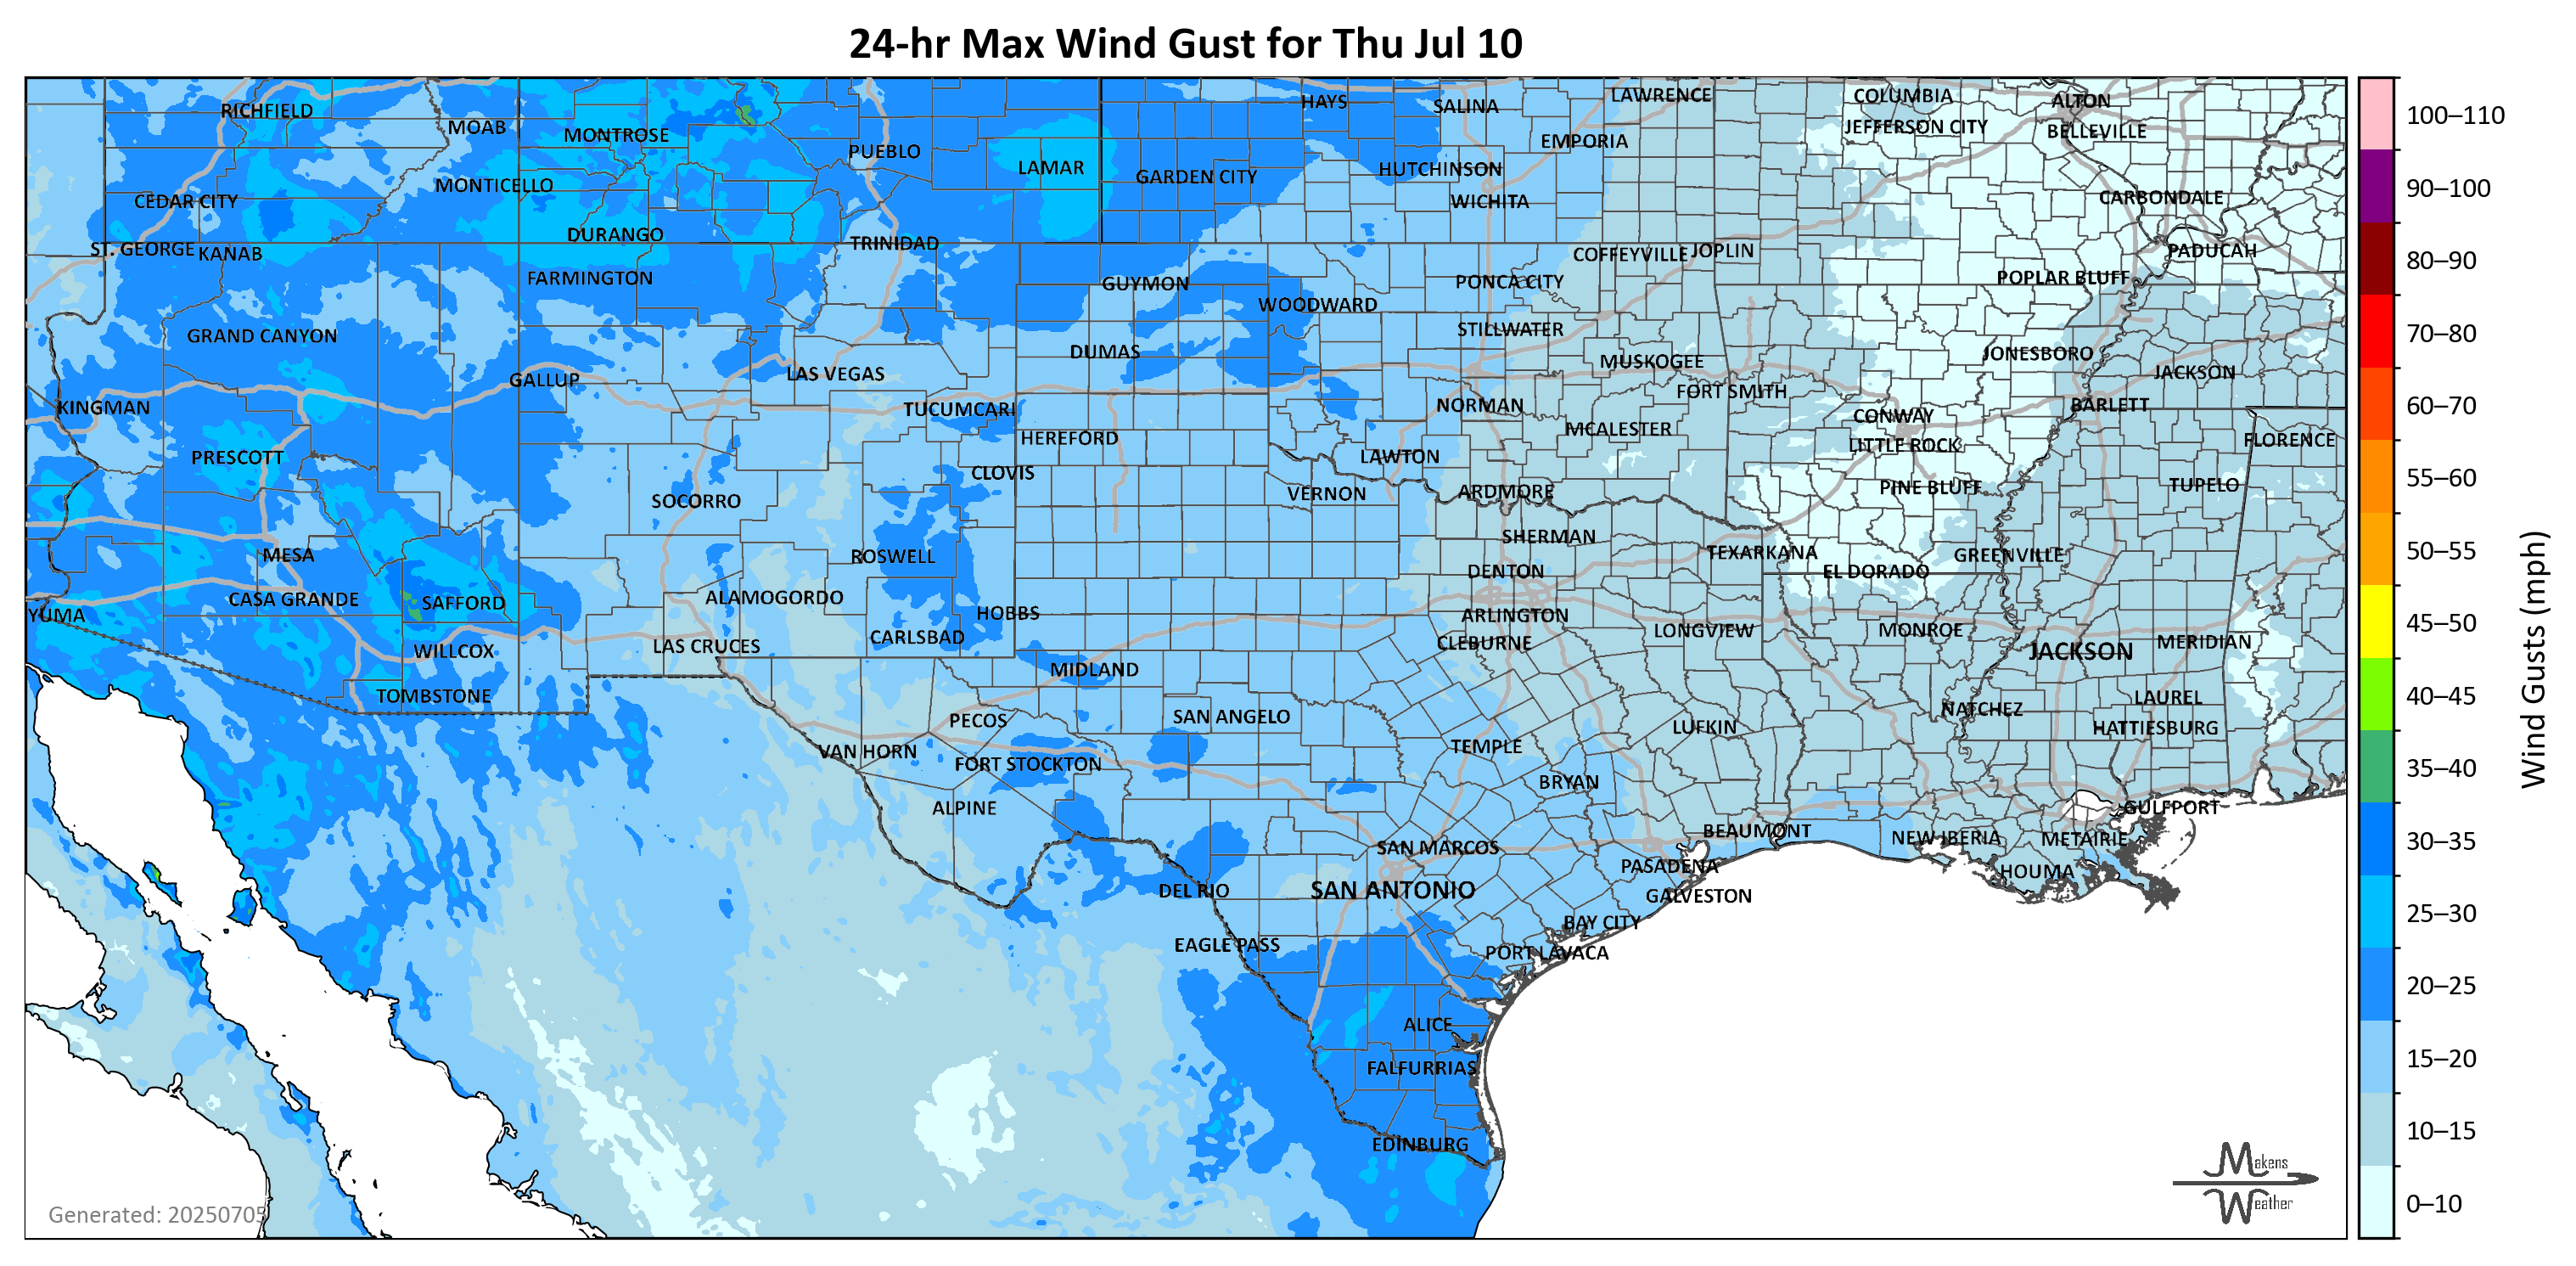 24-hr Max Wind Gust for Thu Jul 10
RICHFIELD
MOAB
MONTROSE
PUEBLO
LAMAR
HAYS
SALINA
LAWRENCE
COLUMBIA
ALTON
EMPORIA
JEFFERSON CITY
BELLEVILLE
CEDAR CITY
MONTICELLO
GARDEN CITY
HUTCHINSON
WICHITA
CARBONDALE
ST. GEORGE
KANAB
DURANGO
TRINIDAD
COFFEYVILLE
JOPLIN
PADUCAH
FARMINGTON
GUYMON
WOODWARD
PONCA CITY
POPLAR BLUFF
GRAND CANYON
DUMAS
STILLWATER
MUSKOGEE
JONESBORO
GALLUP
LAS VEGAS
FORT SMITH
JACKSON
KINGMAN
TUCUMCARI
NORMAN
CONWAY
BARLETT
PRESCOTT
HEREFORD
MCALESTER
LITTLE ROCK
FLORENCE
CLOVIS
LAWTON
SOCORRO
VERNON
ARDMORE
PINE BLUFF
TUPELO
MESA
ROSWELL
SHERMAN
TEXARKANA
GREENVILLE
DENTON
EL DORADO
YUMA
CASA GRANDE
SAFFORD
ALAMOGORDO
HOBBS
ARLINGTON
WILLCOX
LAS CRUCES
CARLSBAD
CLEBURNE
LONGVIEW
MONROE
JACKSON
MERIDIAN
TOMBSTONE
MIDLAND
LAUREL
PECOS
SAN ANGELO
NATCHEZ
HATTIESBURG
VAN HORN
FORT STOCKTON
TEMPLE
LUFKIN
ALPINE
BRYAN
GULFPORT
BEAUMONT
NEW IBERIA
METAIRIE
SAN MARCOS
PASADENA
HOUMA
DEL RIO
SAN ANTONIO
GALVESTON
EAGLE PASS
BAY CITY
PORT LAVACA
ALICE
FALFURRIAS
EDINBURG
Generated: 20250705
Makens
Weather
100–110
90–100
80–90
70–80
60–70
55–60
50–55
45–50
40–45
35–40
30–35
25–30
20–25
15–20
10–15
0–10
Wind Gusts (mph)